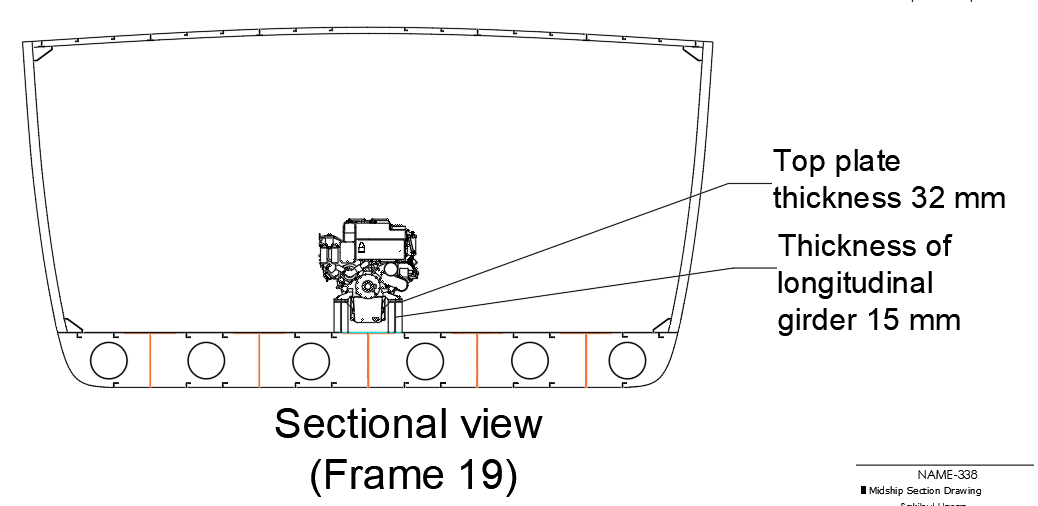 Top plate
thickness 32 mm
Thickness of
longitudinal
girder 15 mm
Sectional view
(Frame 19)
NAME-338
Midship Section Drawing